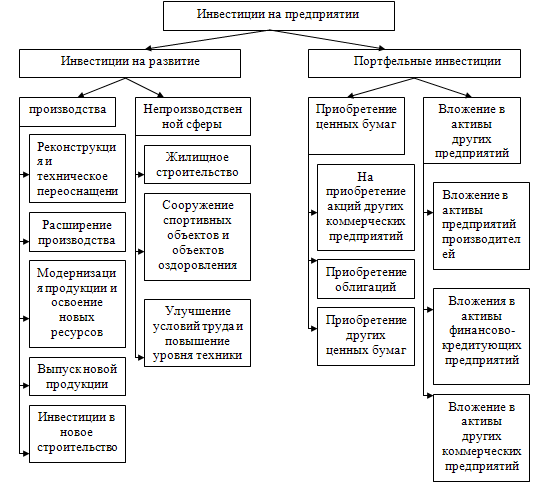 Инвестиции на предприятии
Инвестиции на развитие
Портфельные инвестиции
производства
Непроизводствен
ной сферы
Приобретение
ценных бумаг
Вложение в
активы
других
предприятий
Реконструкци
я и
техническое
переоснащени
Расширение
производства
Модернизаци
я продукции и
освоение
новых
ресурсов
Выпуск новой
продукции
Инвестиции в
новое
строительство
Жилищное
строительство
Сооружение
спортивных
объектов и
объектов
оздоровления
Улучшение
условий труда и
повышение
уровня техники
На
приобретение
акций других
коммерческих
предприятий
Приобретение
облигаций
Приобретение
других
ценных бумаг
Вложение в
активы
предприятий
производител
ей
Вложения в
активы
финансово-
кредитующих
предприятий
Вложение в
активы
других
коммерческих
предприятий